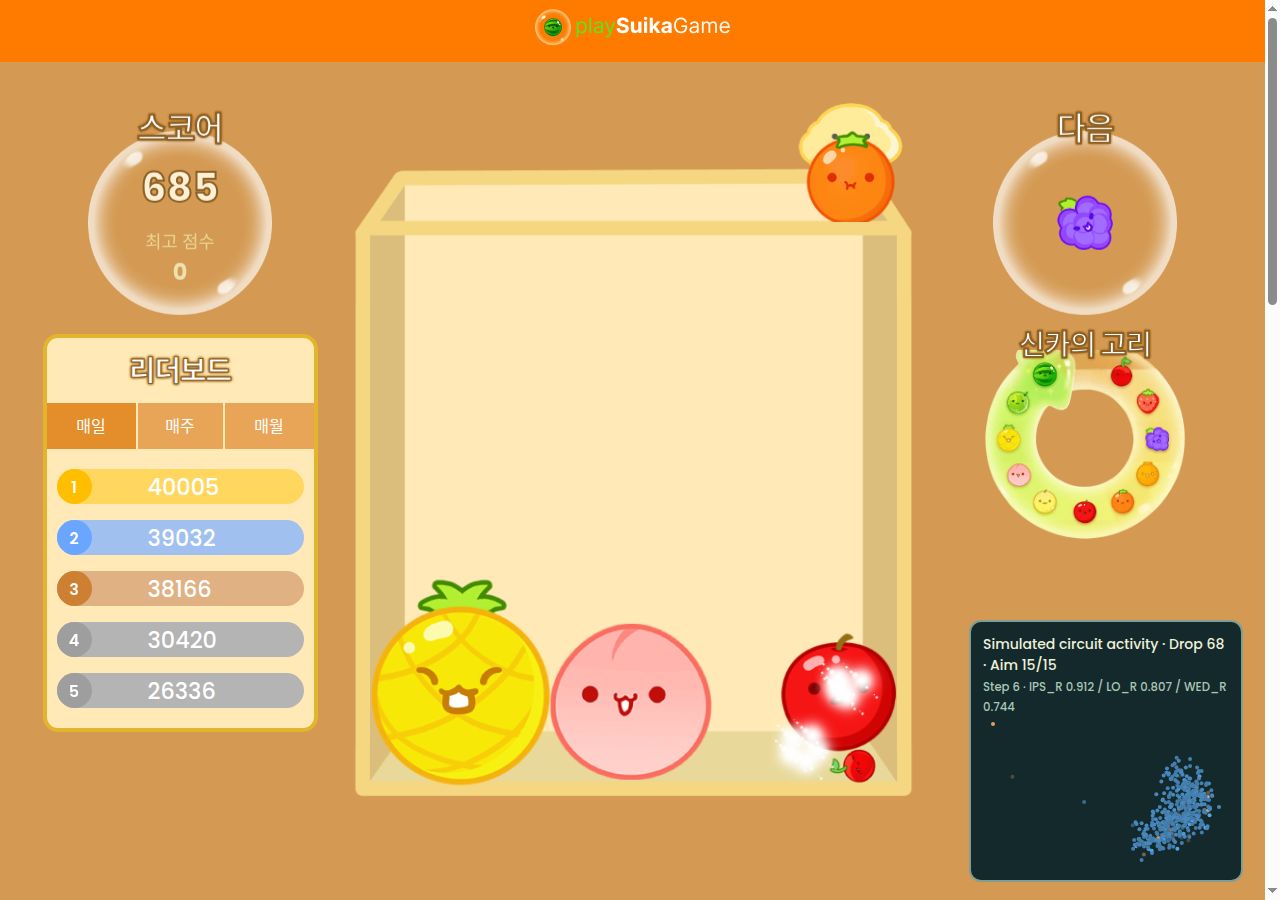 playSuikaGame
스코어
685
최고 점수
0
다음
리더보드
매일 매주 매월
1 40005
2 39032
3 38166
4 30420
5 26336
신카의 고리
Simulated circuit activity · Drop 68
· Aim 15/15
Step 6 · IPS_R 0.912 / LO_R 0.807 / WED_R
0.744